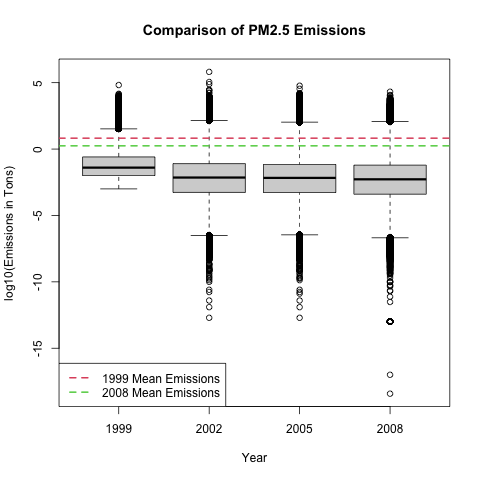 Comparison of PM2.5 Emissions
log10(Emissions in Tons)
5
0
-5
-10
-15
1999 Mean Emissions
2008 Mean Emissions
1999 2002 2005 2008
Year